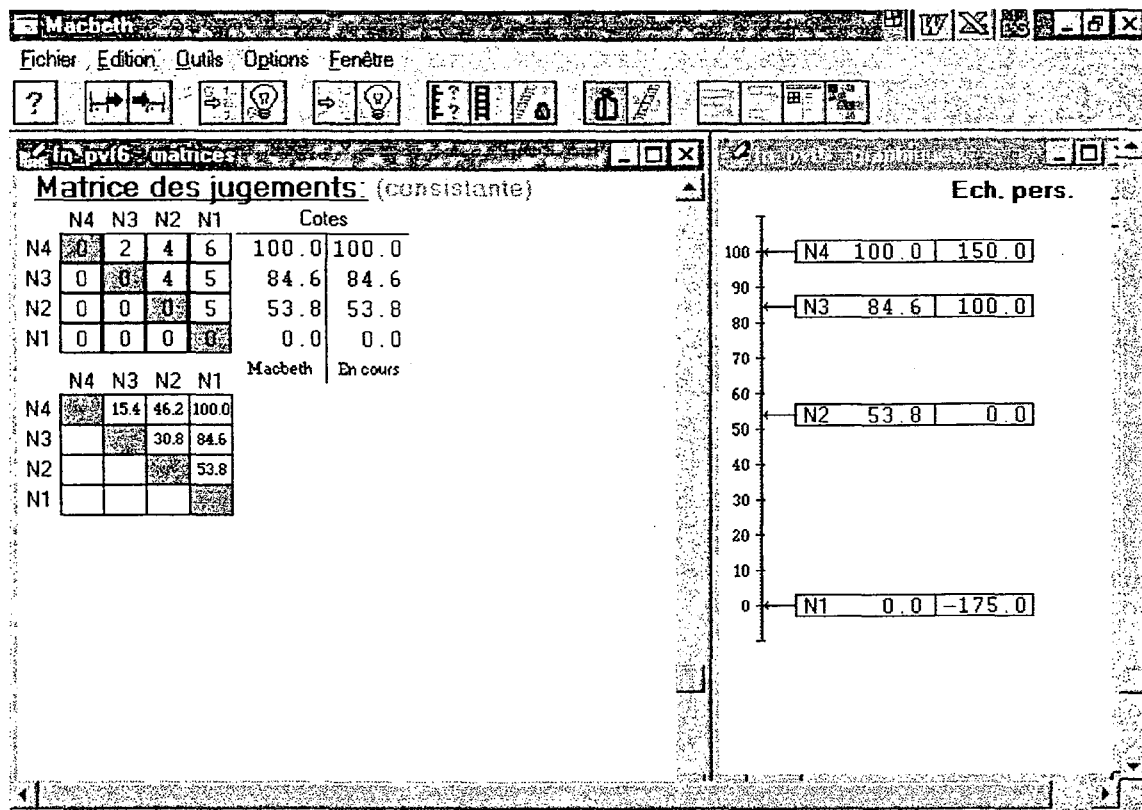 Macbeth
Fichier Edition Outils Options Fenêtre
?
fn-pvf6 - matrices
Matrice des jugements: (consistante)
N4 N3 N2 N1 Cotes
N4 0 2 4 6 100.0 100.0
N3 0 0 4 5 84.6 84.6
N2 0 0 0 5 53.8 53.8
N1 0 0 0 0 0.0 0.0
Macbeth En cours
N4 N3 N2 N1
N4 15.4 46.2 100.0
N3 30.8 84.6
N2 53.8
N1
Ech. pers.
100 N4 100.0 150.0
90
N3 84.6 100.0
80
70
60
N2 53.8 0.0
50
40
30
20
10
0 N1 0.0 -175.0